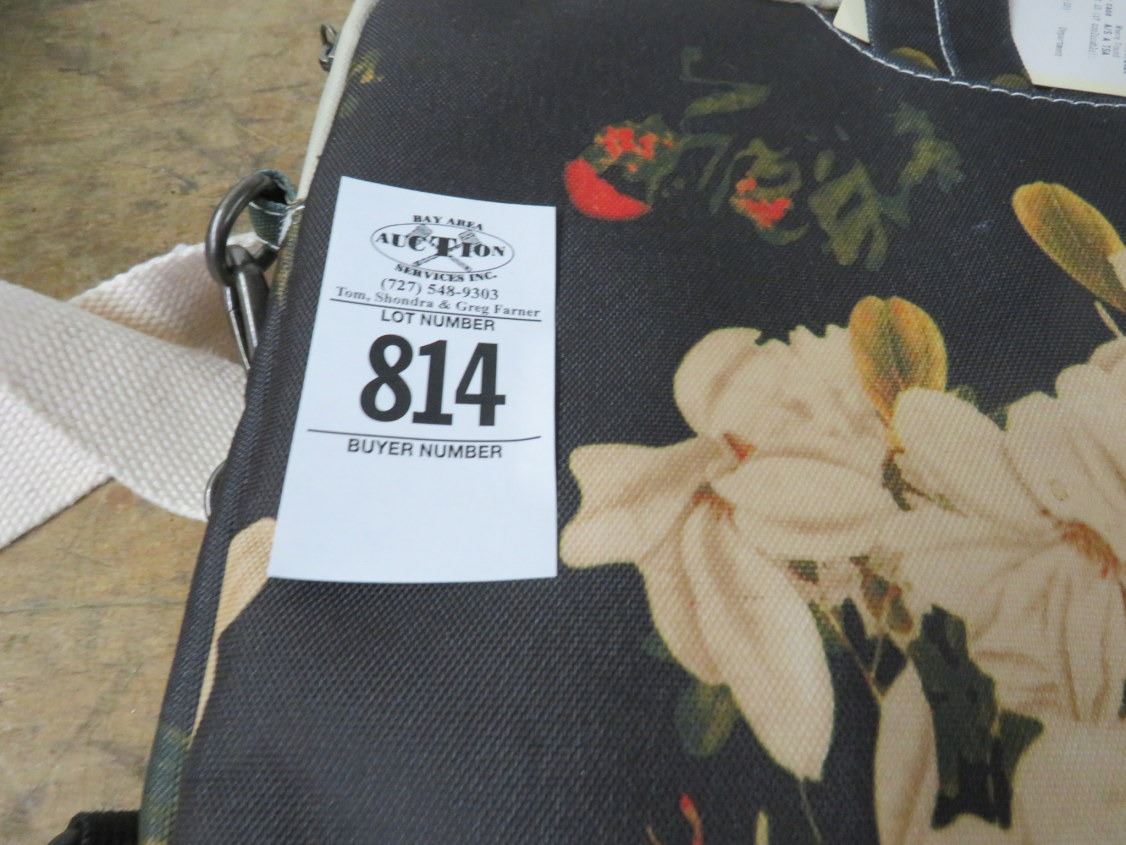 BAY AREA
AUCTION
SERVICES INC.
(727) 548-9303
Tom, Shondra & Greg Farner
LOT NUMBER
814
BUYER NUMBER